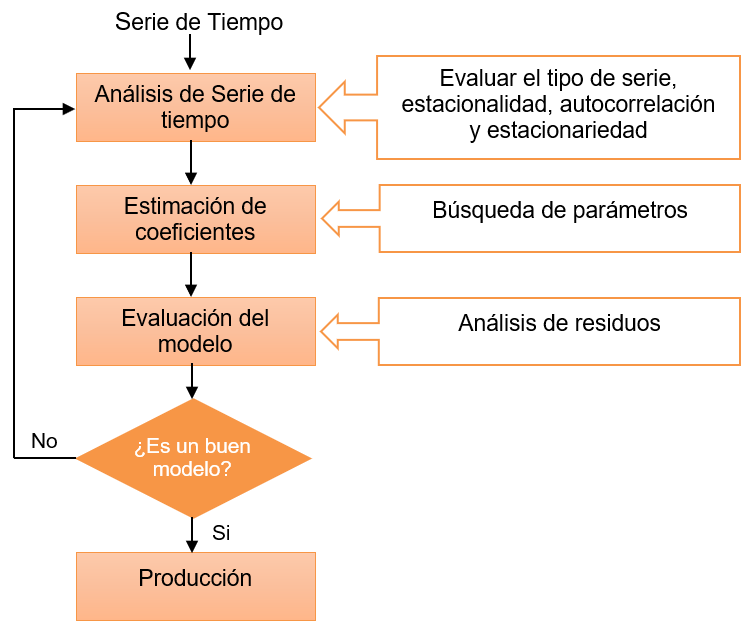 Serie de Tiempo
Análisis de Serie de
tiempo
Evaluar el tipo de serie,
estacionalidad, autocorrelación
y estacionariedad
Estimación de
coeficientes
Búsqueda de parámetros
Evaluación del
modelo
Análisis de residuos
¿Es un buen
modelo?
No
Si
Producción